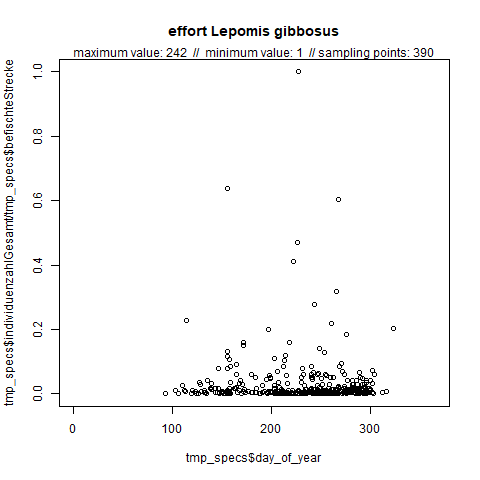 effort Lepomis gibbosus
maximum value: 242 // minimum value: 1 // sampling points: 390
tmp_specs$individuenzahlGesamt/tmp_specs$befischteStrecke
1.0
0.8
0.6
0.4
0.2
0.0
0
100
200
300
tmp_specs$day_of_year